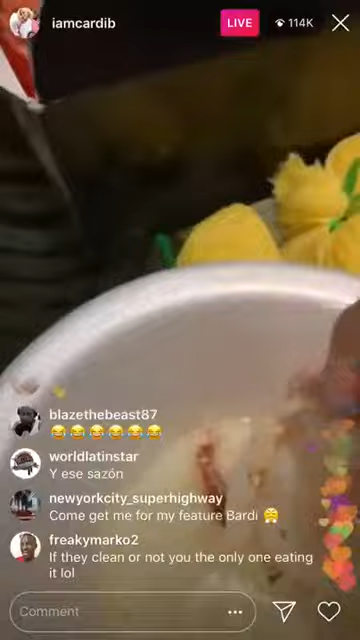 iamcardib
LIVE
114K
blazethebeast87
😂😂😂😂😂😂
worldlatinstar
Y ese sazón
newyorkcity_superhighway
Come get me for my feature Bardi 😤
freakymarko2
If they clean or not you the only one eating
it lol
Comment